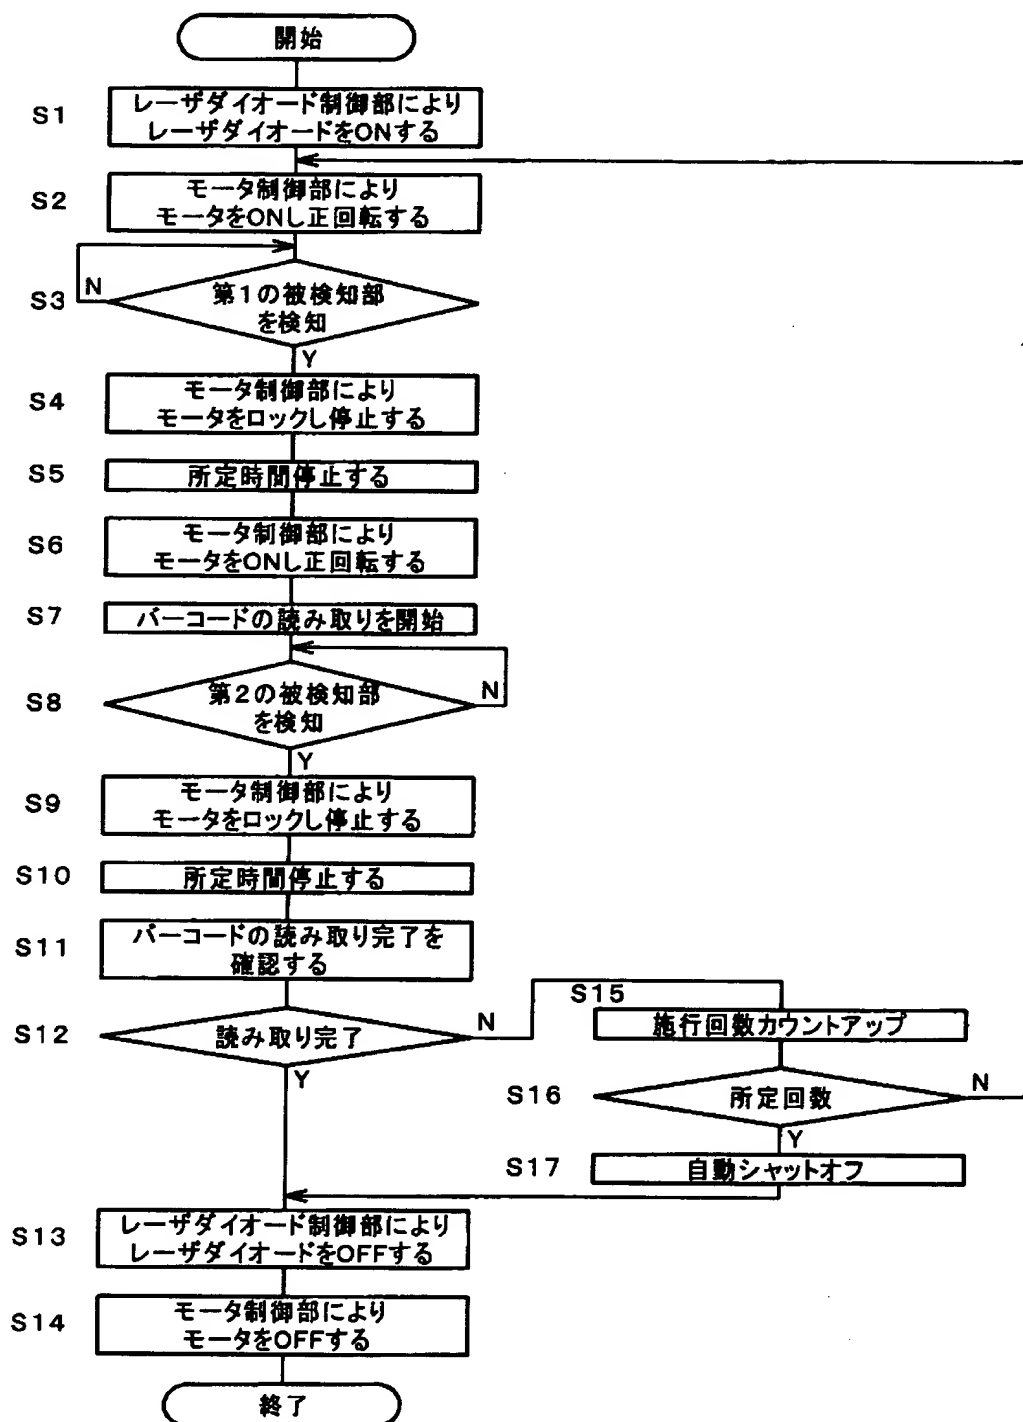 開始
S1
レーザダイオード制御部により
レーザダイオードをONする
S2
モータ制御部により
モータをONし正回転する
S3
N
第1の被検知部
を検知
Y
S4
モータ制御部により
モータをロックし停止する
S5
所定時間停止する
S6
モータ制御部により
モータをONし正回転する
S7
バーコードの読み取りを開始
S8
第2の被検知部
を検知
N
Y
S9
モータ制御部により
モータをロックし停止する
S10
所定時間停止する
S11
バーコードの読み取り完了を
確認する
S12
読み取り完了
N
Y
S15
施行回数カウントアップ
S16
所定回数
N
Y
S17
自動シャットオフ
S13
レーザダイオード制御部により
レーザダイオードをOFFする
S14
モータ制御部により
モータをOFFする
終了